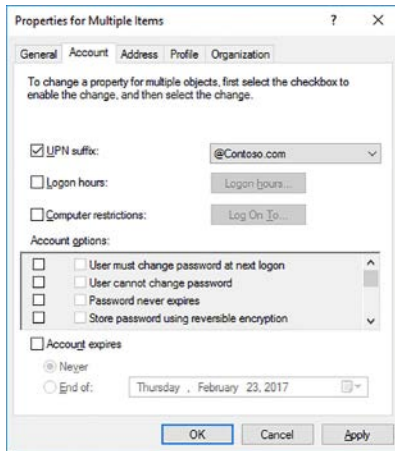 Properties for Multiple Items ? ×
General Account Address Profile Organization
To change a property for multiple objects, first select the checkbox to
enable the change, and then select the change.
UPN suffix: @Contoso.com
Logon hours: Logon hours...
Computer restrictions: Log On To...
Account options:
User must change password at next logon
User cannot change password
Password never expires
Store password using reversible encryption
Account expires
Never
End of: Thursday , February 23, 2017
OK Cancel Apply